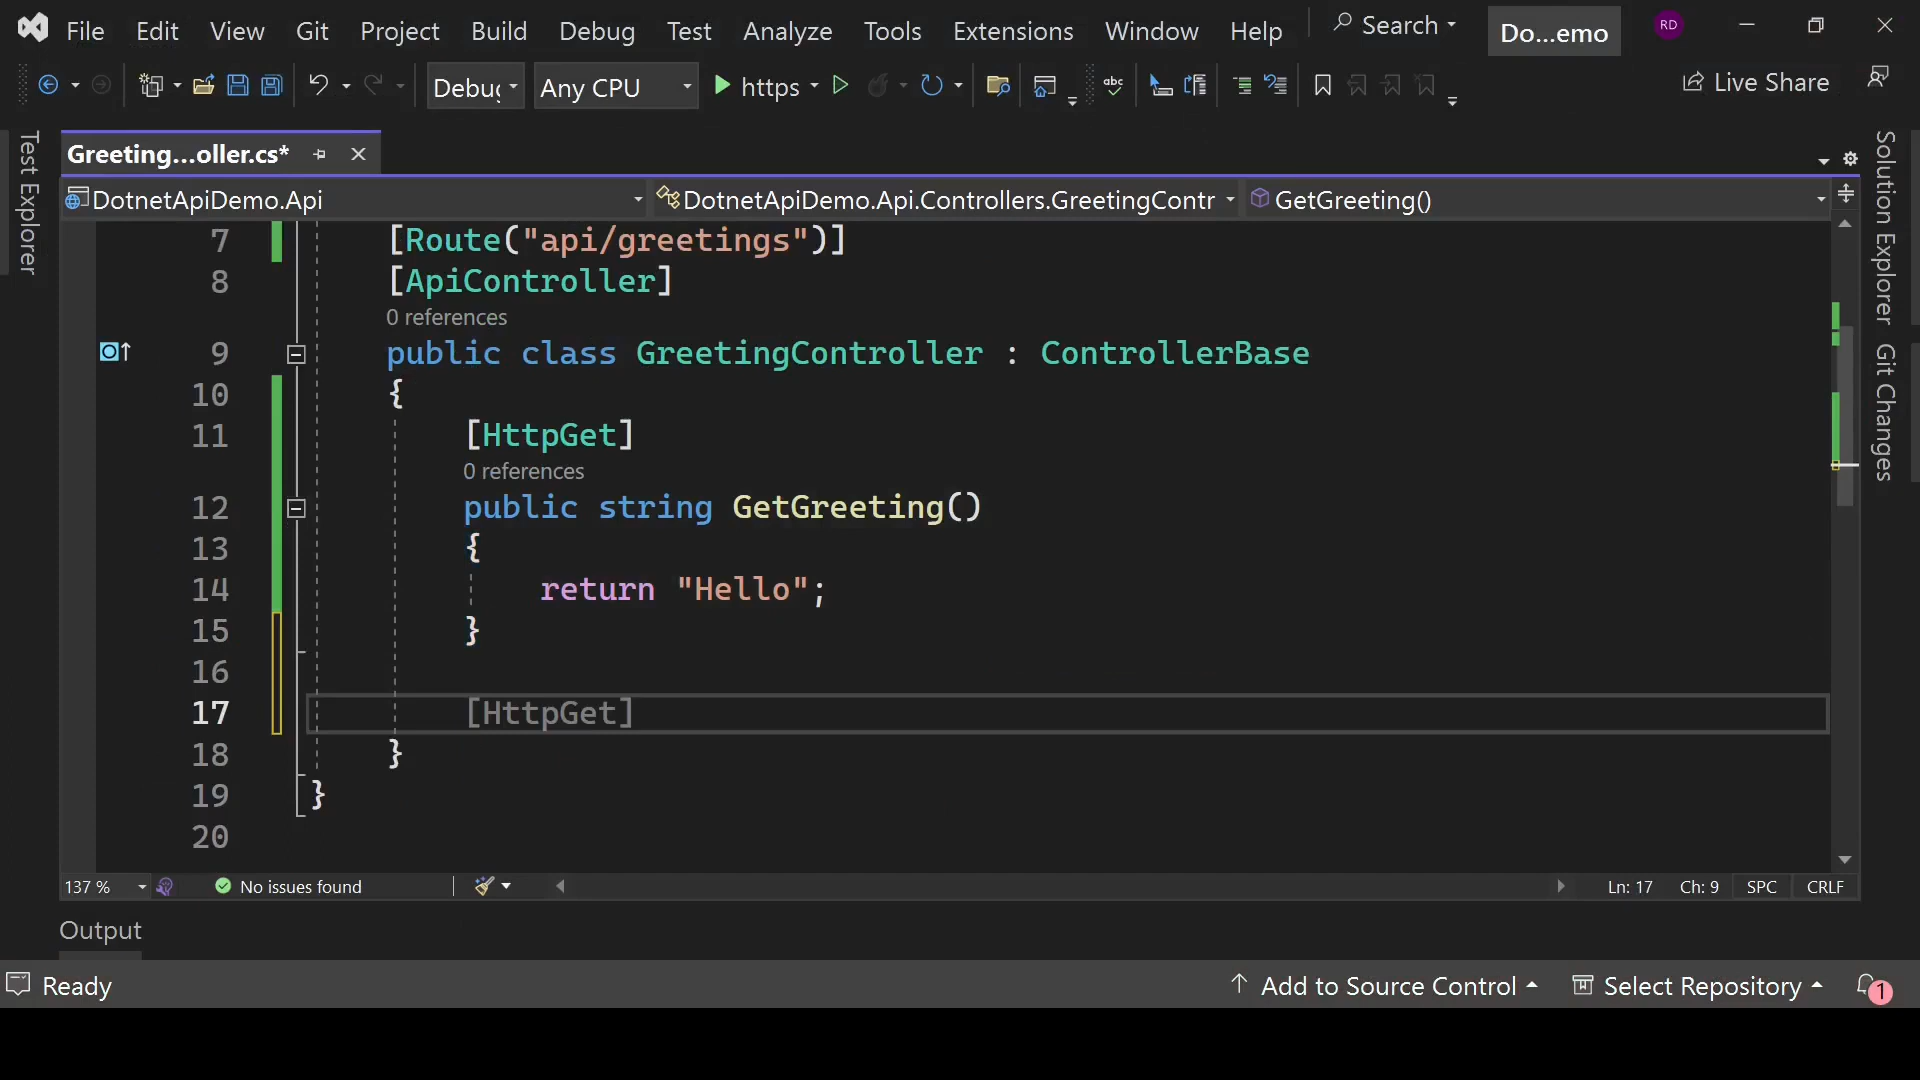 File Edit View Git Project Build Debug Test Analyze Tools Extensions Window Help Search Do...emo RD
Debug Any CPU https Live Share
Test Explorer
Greeting...oller.cs*
DotnetApiDemo.Api DotnetApiDemo.Api.Controllers.GreetingContr GetGreeting()
7 [Route("api/greetings")]
8 [ApiController]
0 references
9 public class GreetingController : ControllerBase
10 {
11 [HttpGet]
0 references
12 public string GetGreeting()
13 {
14 return "Hello";
15 }
16
17 [HttpGet]
18 }
19 }
20
Solution Explorer
Git Changes
137 % No issues found Ln: 17 Ch: 9 SPC CRLF
Output
Ready Add to Source Control Select Repository 1